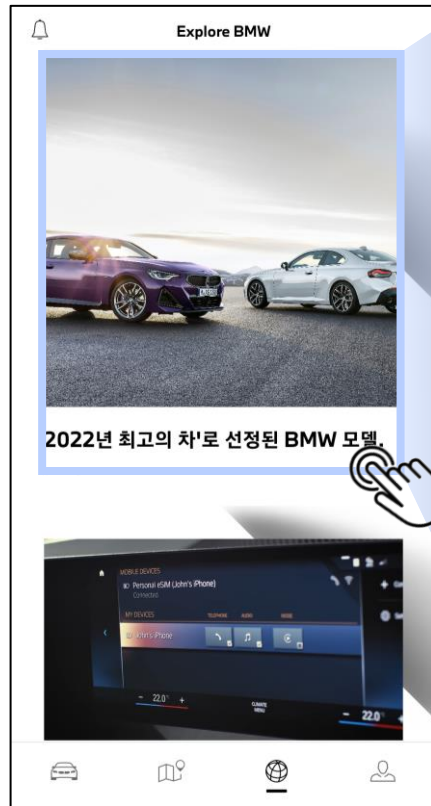 Explore BMW
2022년 최고의 차'로 선정된 BMW 모델.
MOBILE DEVICES
Personal eSIM (John's iPhone)
Connected
MY DEVICES TELEPHONE AUDIO MORE
John's iPhone
- 22.0° +
CLIMATE
MENU
- 22.0° +